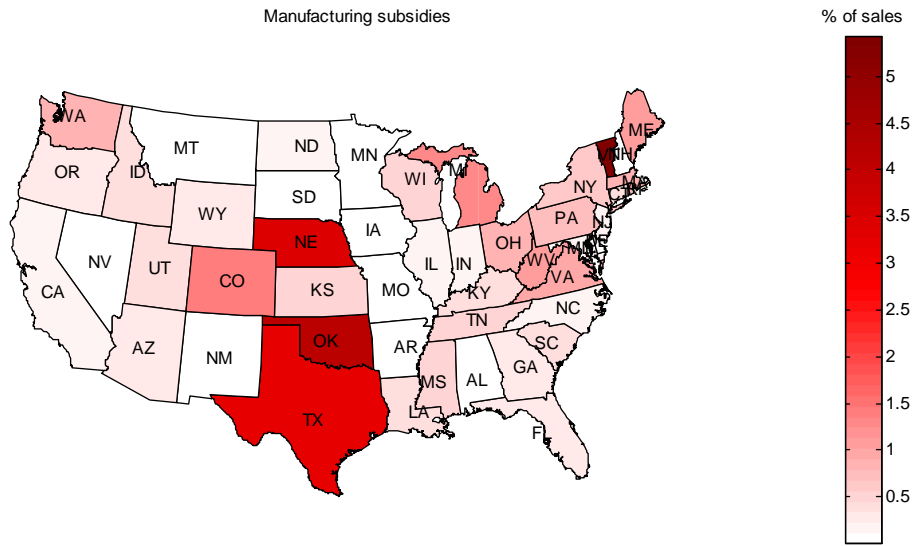 Manufacturing subsidies
% of sales
WA
MT
ND
MN
ME
OR
ID
WI
MI
NH
SD
NY
WY
IA
PA
NE
NJ
NV
UT
CO
IL
IN
OH
WV
VA
KS
MO
KY
CA
NC
TN
OK
AR
SC
AZ
NM
MS
AL
GA
LA
TX
5
4.5
4
3.5
3
2.5
2
1.5
1
0.5